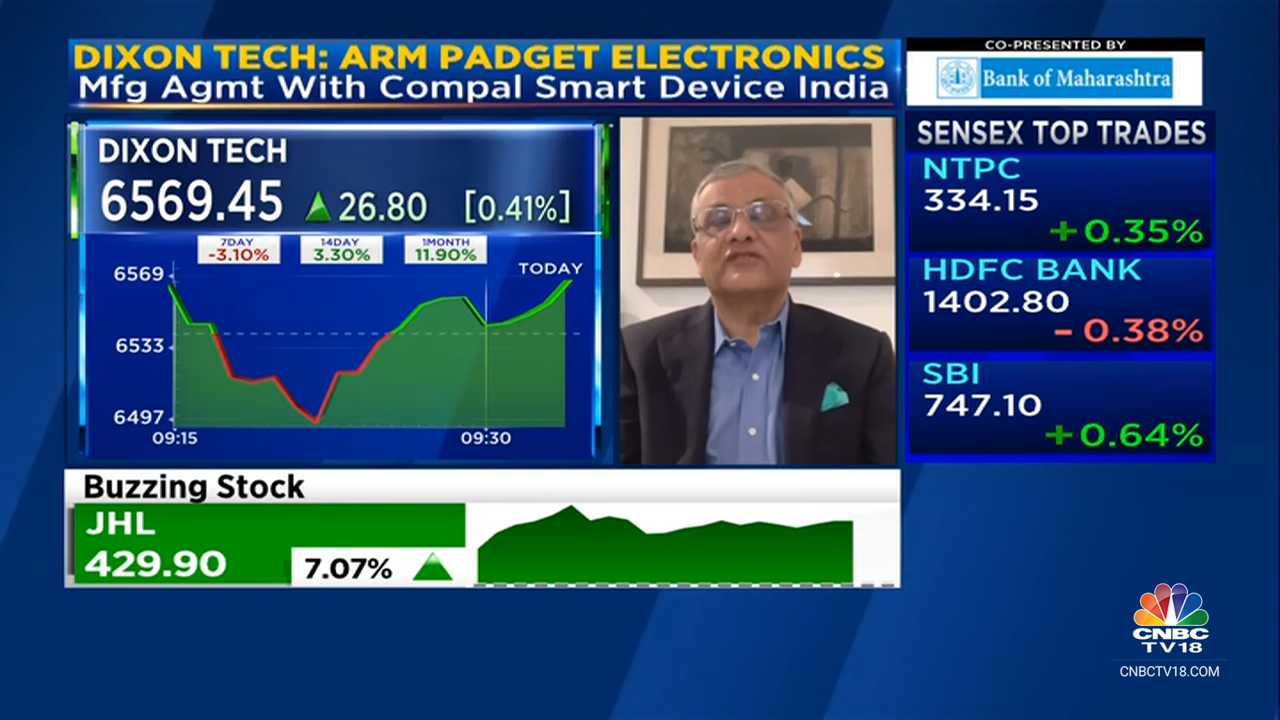 DIXON TECH: ARM PADGET ELECTRONICS
Mfg Agmt With Compal Smart Device India
CO-PRESENTED BY
Bank of Maharashtra
DIXON TECH
6569.45 26.80 [0.41%]
7DAY
-3.10%
14DAY
3.30%
1MONTH
11.90%
TODAY
6569
6533
6497
09:15 09:30
SENSEX TOP TRADES
NTPC
334.15
+0.35%
HDFC BANK
1402.80
- 0.38%
SBI
747.10
+0.64%
Buzzing Stock
JHL
429.90 7.07%
CNBC
TV18
CNBCTV18.COM